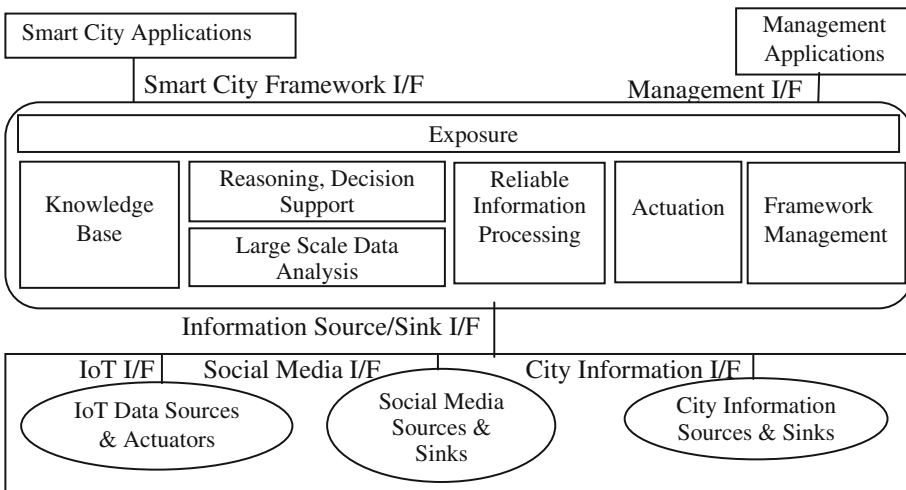 Smart City Applications
Management
Applications
Smart City Framework I/F
Management I/F
Exposure
Knowledge
Base
Reasoning, Decision
Support
Large Scale Data
Analysis
Reliable
Information
Processing
Actuation
Framework
Management
Information Source/Sink I/F
IoT I/F
Social Media I/F
City Information I/F
IoT Data Sources
& Actuators
Social Media
Sources &
Sinks
City Information
Sources & Sinks